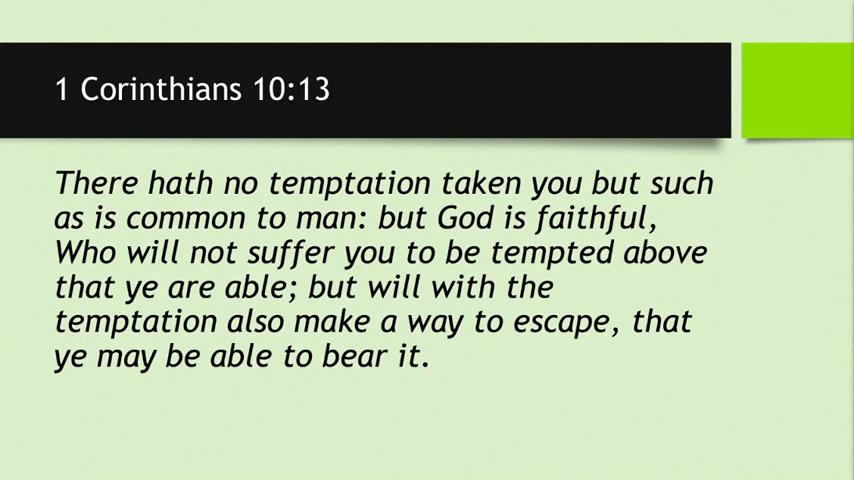 1 Corinthians 10:13
There hath no temptation taken you but such
as is common to man: but God is faithful,
Who will not suffer you to be tempted above
that ye are able; but will with the
temptation also make a way to escape, that
ye may be able to bear it.